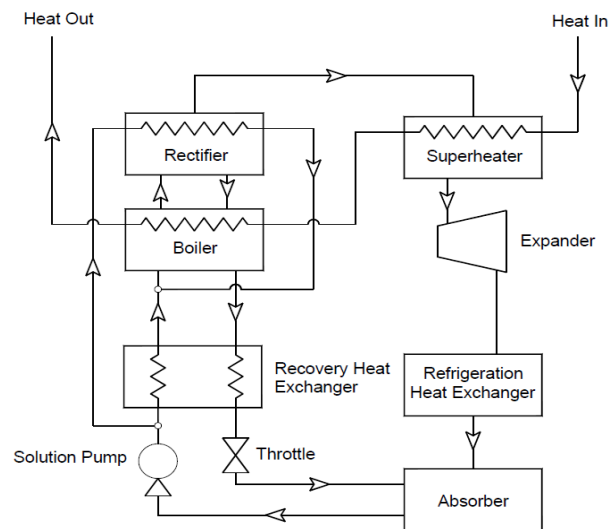 Heat Out
Heat In
Rectifier
Superheater
Boiler
Expander
Recovery Heat
Exchanger
Refrigeration
Heat Exchanger
Solution Pump
Throttle
Absorber